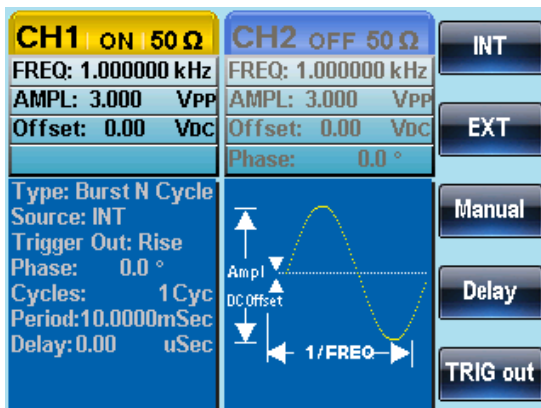 CH1 ON 50 Ω
FREQ: 1.000000 kHz
AMPL: 3.000 VPP
Offset: 0.00 VDC
CH2 OFF 50 Ω
FREQ: 1.000000 kHz
AMPL: 3.000 VPP
Offset: 0.00 VDC
Phase: 0.0 °
Type: Burst N Cycle
Source: INT
Trigger Out: Rise
Phase: 0.0 °
Cycles: 1 Cyc
Period:10.0000mSec
Delay:0.00 uSec
Ampl
DC Offset
1/FREQ
INT
EXT
Manual
Delay
TRIG out